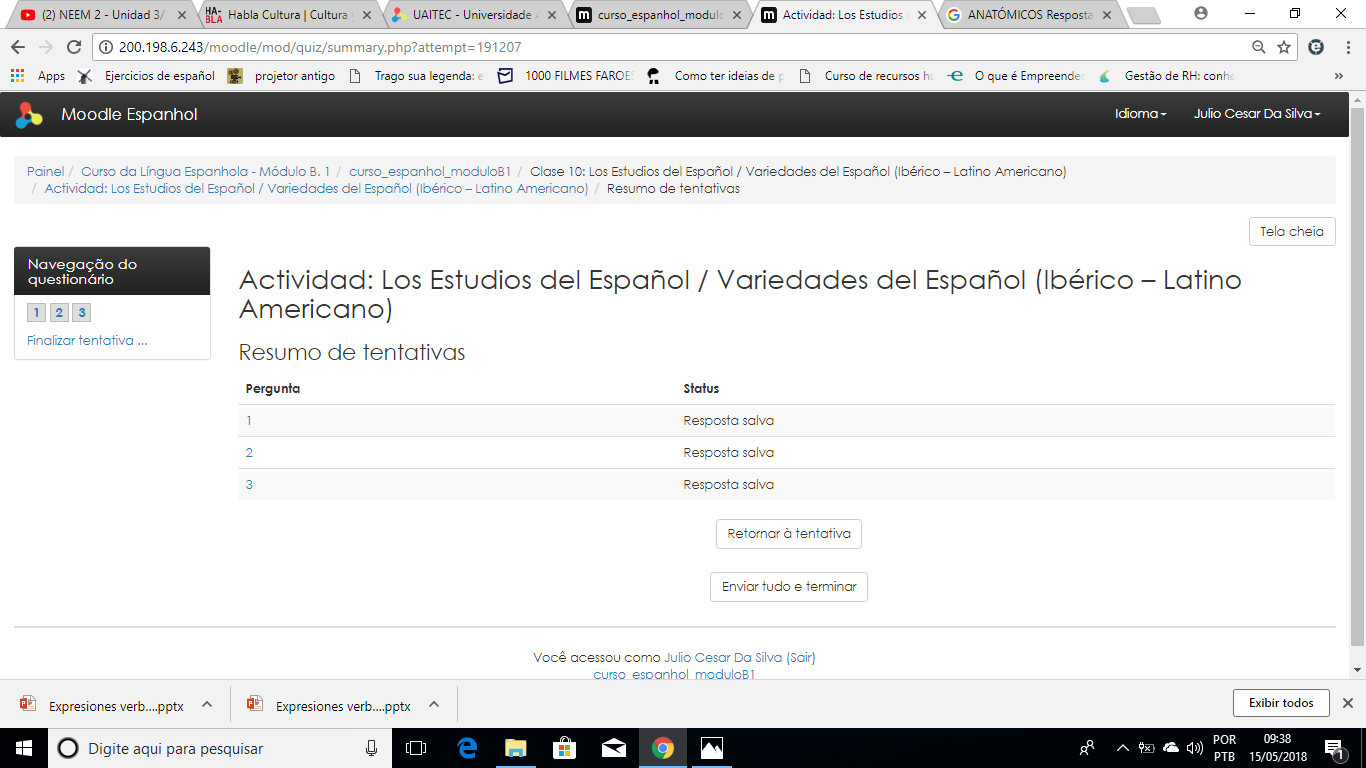 (2) NEEM 2 - Unidad 3/
HA-BLA Habla Cultura | Cultura y
UAITEC - Universidade A
curso_espanhol_modulo
Actividad: Los Estudios
ANATÓMICOS Resposta
200.198.6.243/moodle/mod/quiz/summary.php?attempt=191207
Apps Ejercicios de español projetor antigo Trago sua legenda: e 1000 FILMES FAROES Como ter ideias de p Curso de recursos hu O que é Empreended Gestão de RH: conhe »
Moodle Espanhol Idioma Julio Cesar Da Silva
Painel / Curso da Língua Espanhola - Módulo B. 1 / curso_espanhol_moduloB1 / Clase 10: Los Estudios del Español / Variedades del Español (Ibérico – Latino Americano)
/ Actividad: Los Estudios del Español / Variedades del Español (Ibérico – Latino Americano) / Resumo de tentativas
Tela cheia
Navegação do
questionário
1 2 3
Finalizar tentativa ...
Actividad: Los Estudios del Español / Variedades del Español (Ibérico – Latino
Americano)
Resumo de tentativas
Pergunta Status
1 Resposta salva
2 Resposta salva
3 Resposta salva
Retornar à tentativa
Enviar tudo e terminar
Você acessou como Julio Cesar Da Silva (Sair)
curso_espanhol_moduloB1
Expresiones verb....pptx Expresiones verb....pptx Exibir todos
Digite aqui para pesquisar
POR
PTB
09:38
15/05/2018
1